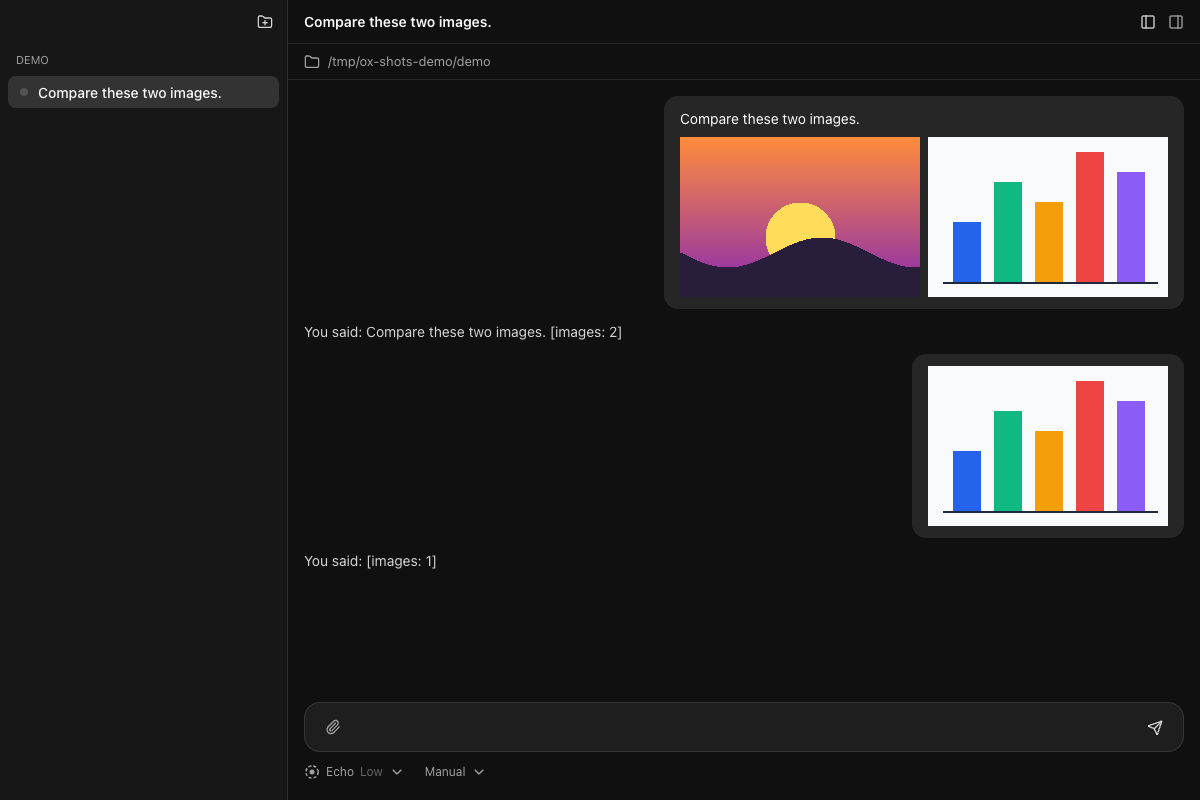 Compare these two images.
/tmp/ox-shots-demo/demo
DEMO
Compare these two images.
Compare these two images.
You said: Compare these two images. [images: 2]
You said: [images: 1]
Echo Low
Manual